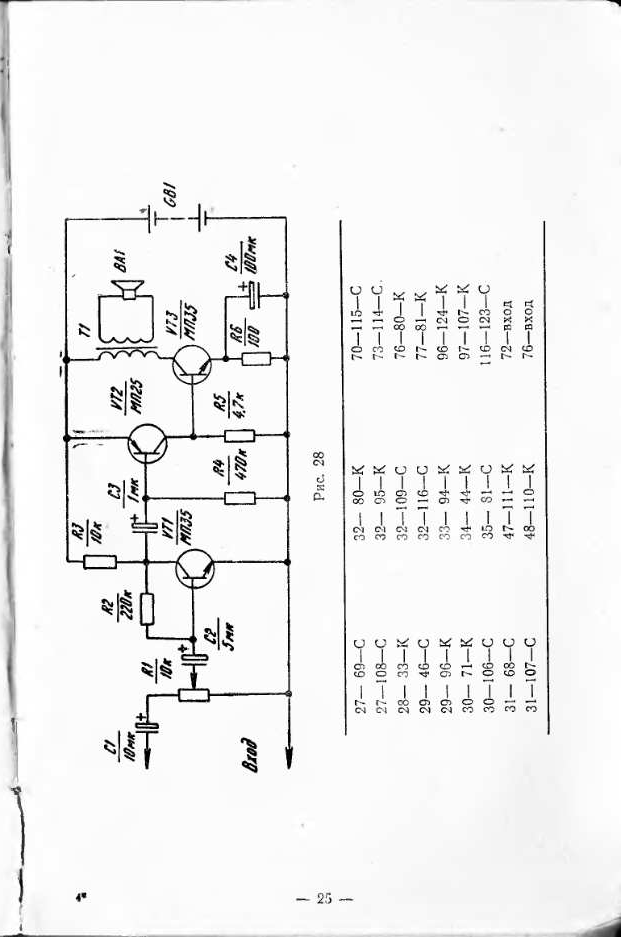 C1
10мк
Вход
R1
10к
C2
5мк
R2
220к
R3
10к
VT1
МП35
C3
1мк
R4
470к
VT2
МП25
R5
4,7к
T1
VT3
МП35
R6
100
BA1
C4
100мк
GB1
Рис. 28
27— 69—С 32— 80—К 70—115—С
27—108—С 32— 95—К 73—114—С.
28— 33—К 32—109—С 76—80—К
29— 46—С 32—116—С 77—81—К
29— 96—К 33— 94—К 96—124—К
30— 71—К 34— 44—К 97—107—К
30—106—С 35— 81—С 116—123—С
31— 68—С 47—111—К 72—вход
31—107—С 48—110—К 76—вход
— 25 —
4*